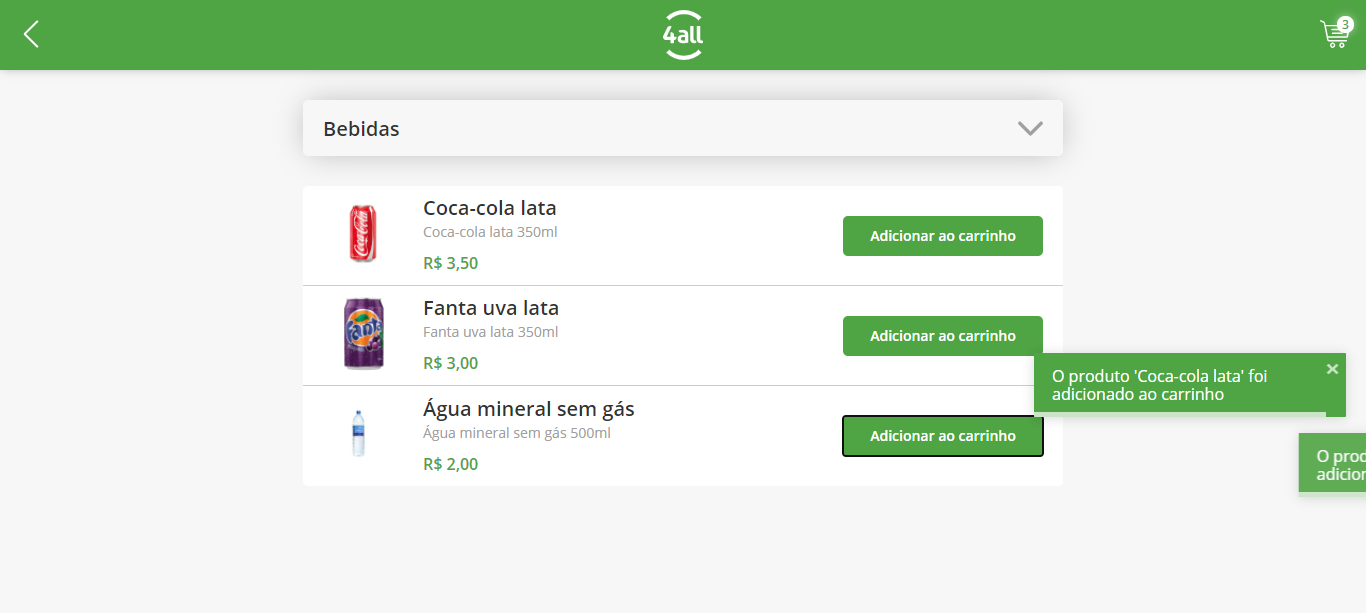 4all
3
Bebidas
Coca-cola lata
Coca-cola lata 350ml
R$ 3,50
Adicionar ao carrinho
Fanta uva lata
Fanta uva lata 350ml
R$ 3,00
Adicionar ao carrinho
Água mineral sem gás
Água mineral sem gás 500ml
R$ 2,00
Adicionar ao carrinho
O produto 'Coca-cola lata' foi
adicionado ao carrinho
O prod
adicion
Coca-Cola
Fanta